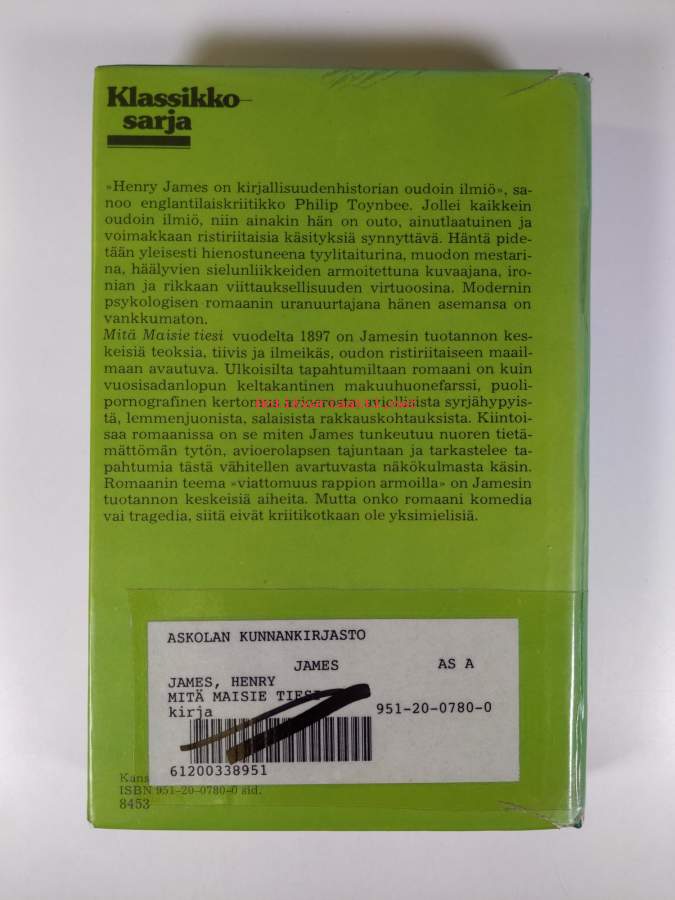 Klassikko-
sarja
»Henry James on kirjallisuudenhistorian oudoin ilmiö», sa-
noo englantilaiskriitikko Philip Toynbee. Jollei kaikkein
oudoin ilmiö, niin ainakin hän on outo, ainutlaatuinen ja
voimakkaan ristiriitaisia käsityksiä synnyttävä. Häntä pide-
tään yleisesti hienostuneena tyylitaiturina, muodon mestari-
na, häälyvien sielunliikkeiden armoitettuna kuvaajana, iro-
nian ja rikkaan viittauksellisuuden virtuoosina. Modernin
psykologisen romaanin uranuurtajana hänen asemansa on
vankkumaton.
Mitä Maisie tiesi vuodelta 1897 on Jamesin tuotannon kes-
keisiä teoksia, tiivis ja ilmeikäs, oudon ristiriitaiseen maail-
maan avautuva. Ulkoisilta tapahtumiltaan romaani on kuin
vuosisadanlopun keltakantinen makuuhuonefarssi, puoli-
pornografinen kertomus avioerosta, aviollisista syrjähypyis-
tä, lemmenjuonista, salaisista rakkauskohtauksista. Kiintoi-
saa romaanissa on se miten James tunkeutuu nuoren tietä-
mättömän tytön, avioerolapsen tajuntaan ja tarkastelee ta-
pahtumia tästä vähitellen avartuvasta näkökulmasta käsin.
Romaanin teema »viattomuus rappion armoilla» on Jamesin
tuotannon keskeisiä aiheita. Mutta onko romaani komedia
vai tragedia, siitä eivät kriitikotkaan ole yksimielisiä.
ASKOLAN KUNNANKIRJASTO
JAMES AS A
JAMES, HENRY
MITÄ MAISIE TIESI
kirja 951-20-0780-0
61200338951
Kans
ISBN 951-20-0780-0 sid.
8453